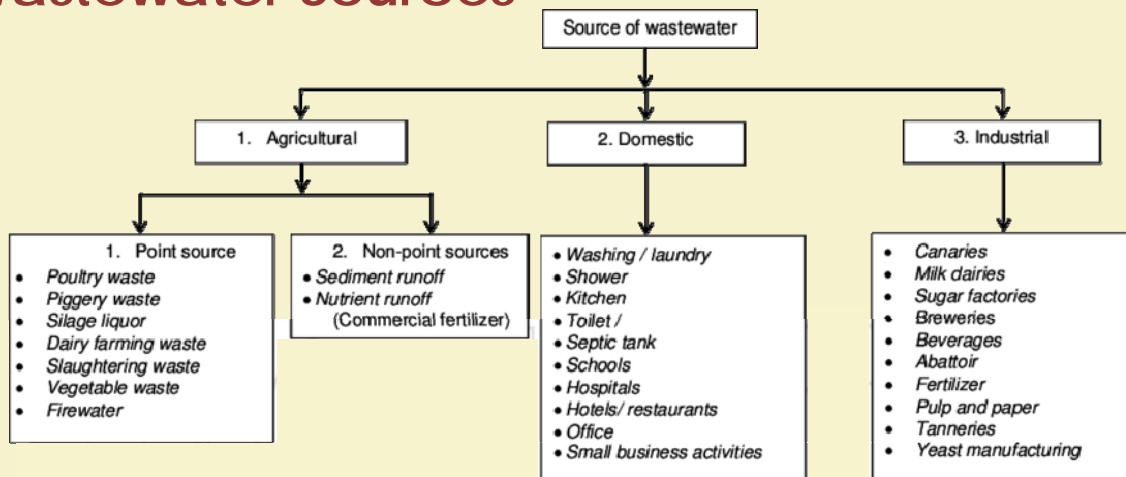 wastewater sources
Source of wastewater
1. Agricultural
2. Domestic
3. Industrial
1. Point source
• Poultry waste
• Piggery waste
• Silage liquor
• Dairy farming waste
• Slaughtering waste
• Vegetable waste
• Firewater
2. Non-point sources
• Sediment runoff
• Nutrient runoff
(Commercial fertilizer)
• Washing / laundry
• Shower
• Kitchen
• Toilet /
• Septic tank
• Schools
• Hospitals
• Hotels/ restaurants
• Office
• Small business activities
• Canaries
• Milk dairies
• Sugar factories
• Breweries
• Beverages
• Abattoir
• Fertilizer
• Pulp and paper
• Tanneries
• Yeast manufacturing